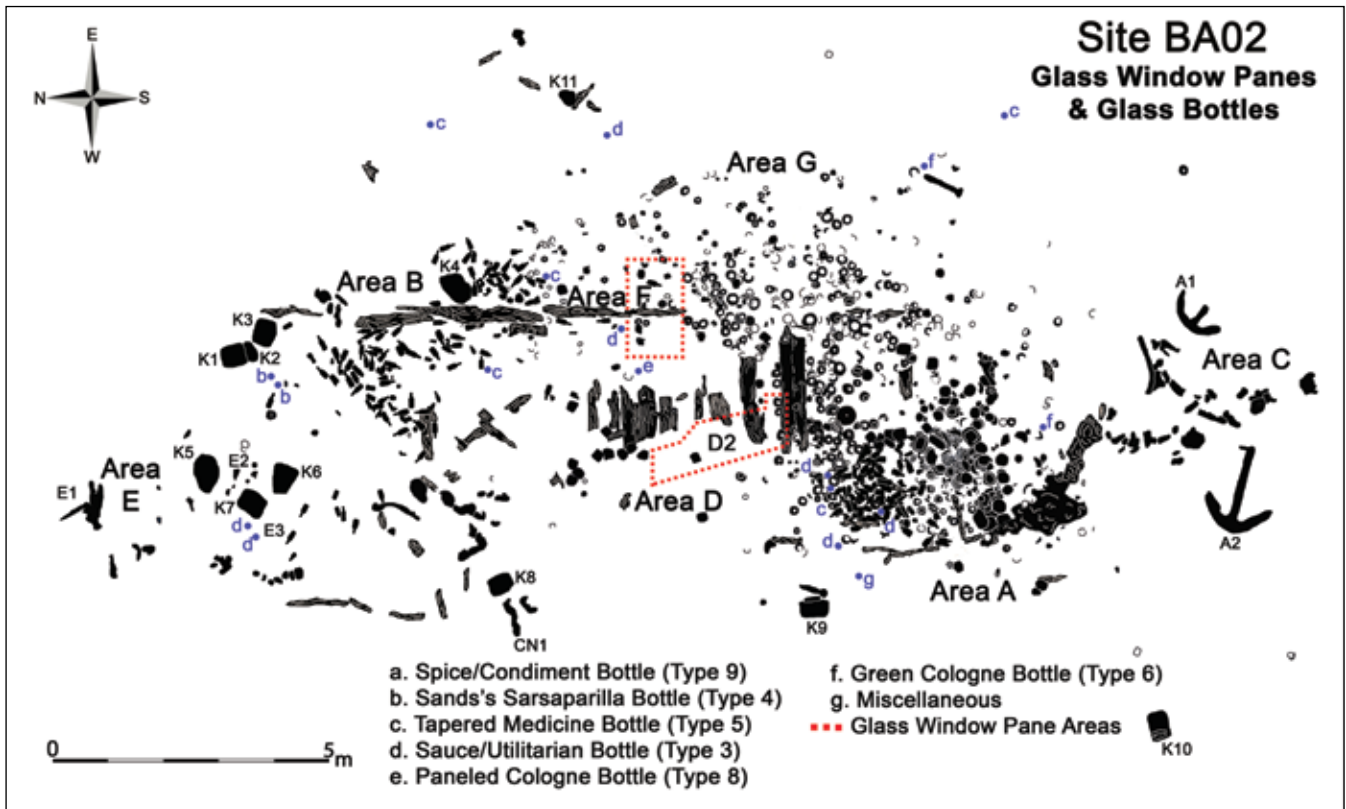 Site BA02
Glass Window Panes
& Glass Bottles
E
N
S
W
K11
c
d
c
f
Area G
Area B
K4
c
Area F
A1
K3
K1
K2
d
c
e
Area C
b
b
f
D2
K5
Area
E
E2
K6
d
E1
K7
E3
Area D
c
d
A2
d
d
d
g
K8
Area A
K9
CN1
a. Spice/Condiment Bottle (Type 9)
b. Sands's Sarsaparilla Bottle (Type 4)
c. Tapered Medicine Bottle (Type 5)
d. Sauce/Utilitarian Bottle (Type 3)
e. Paneled Cologne Bottle (Type 8)
f. Green Cologne Bottle (Type 6)
g. Miscellaneous
Glass Window Pane Areas
K10
0
5
m